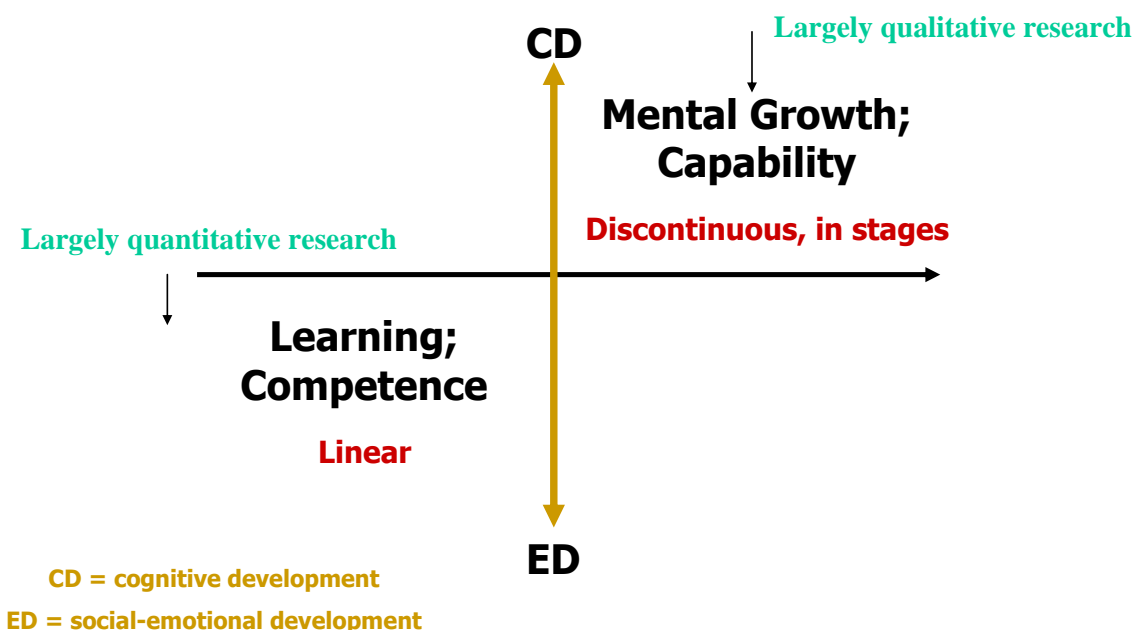 CD
Largely qualitative research
Mental Growth;
Capability
Discontinuous, in stages
Largely quantitative research
Learning;
Competence
Linear
ED
CD = cognitive development
ED = social-emotional development